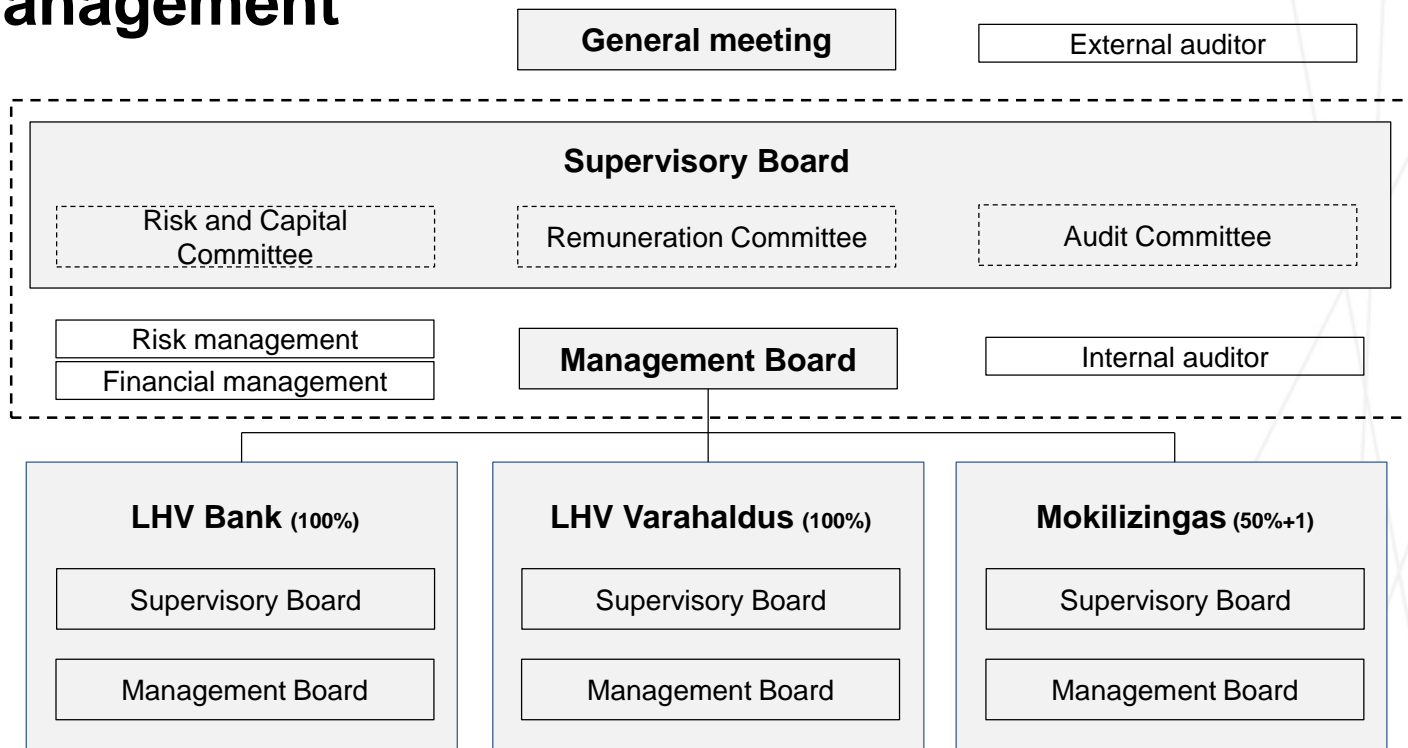 anagement
General meeting
External auditor
Supervisory Board
Risk and Capital
Committee
Remuneration Committee
Audit Committee
Risk management
Financial management
Management Board
Internal auditor
LHV Bank (100%)
LHV Varahaldus (100%)
Mokilizingas (50%+1)
Supervisory Board
Supervisory Board
Supervisory Board
Management Board
Management Board
Management Board